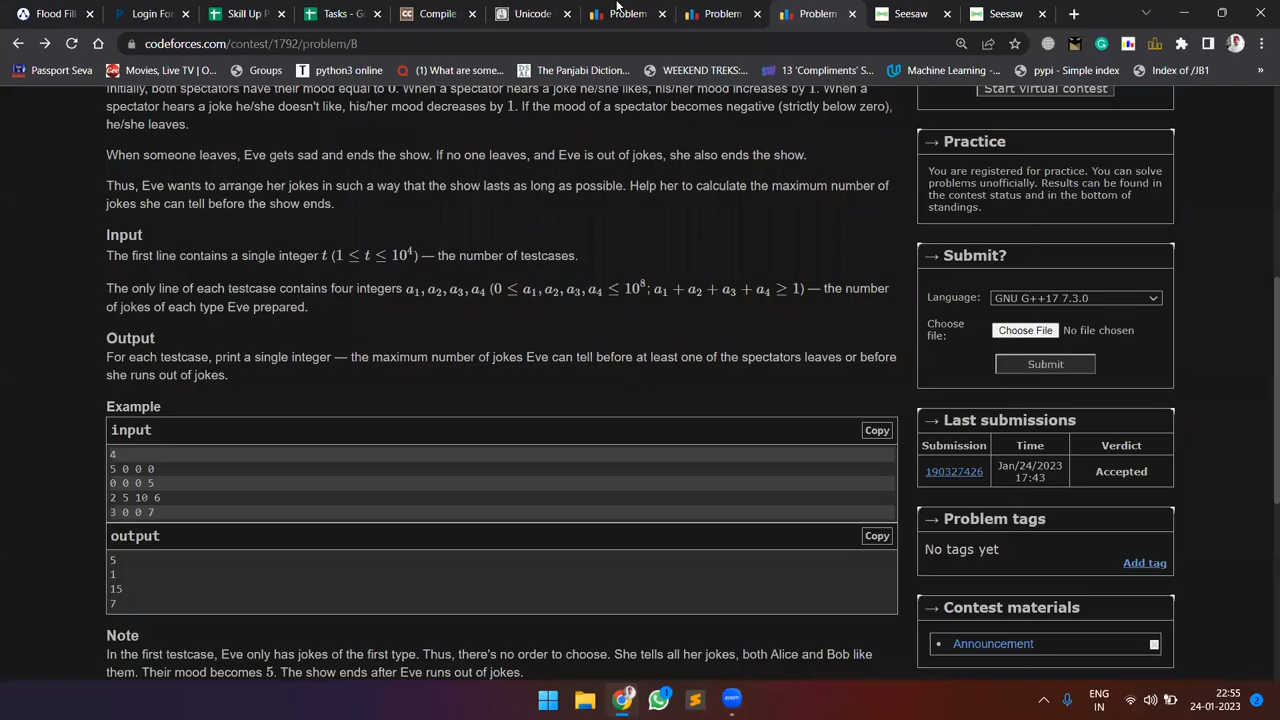 Flood Fill
Login For
Skill Up P
Tasks - Go
Compile
Unicode
Problem
Problem
Problem
Seesaw
Seesaw
codeforces.com/contest/1792/problem/B
Passport Seva
Movies, Live TV | O...
Groups
python3 online
(1) What are some...
The Panjabi Diction...
WEEKEND TREKS:...
13 'Compliments' S...
Machine Learning -...
pypi - Simple index
Index of /JB1
Initially, both spectators have their mood equal to 0. When a spectator hears a joke he/she likes, his/her mood increases by 1. When a
spectator hears a joke he/she doesn't like, his/her mood decreases by 1. If the mood of a spectator becomes negative (strictly below zero),
he/she leaves.
When someone leaves, Eve gets sad and ends the show. If no one leaves, and Eve is out of jokes, she also ends the show.
Thus, Eve wants to arrange her jokes in such a way that the show lasts as long as possible. Help her to calculate the maximum number of
jokes she can tell before the show ends.
Input
The first line contains a single integer t (1 ≤ t ≤ 10⁴) — the number of testcases.
The only line of each testcase contains four integers a₁, a₂, a₃, a₄ (0 ≤ a₁, a₂, a₃, a₄ ≤ 10⁸; a₁ + a₂ + a₃ + a₄ ≥ 1) — the number
of jokes of each type Eve prepared.
Output
For each testcase, print a single integer — the maximum number of jokes Eve can tell before at least one of the spectators leaves or before
she runs out of jokes.
Example
input
Copy
4
5 0 0 0
0 0 0 5
2 5 10 6
3 0 0 7
output
Copy
5
1
15
7
Note
In the first testcase, Eve only has jokes of the first type. Thus, there's no order to choose. She tells all her jokes, both Alice and Bob like
them. Their mood becomes 5. The show ends after Eve runs out of jokes.
Start virtual contest
→ Practice
You are registered for practice. You can solve
problems unofficially. Results can be found in
the contest status and in the bottom of
standings.
→ Submit?
Language:
GNU G++17 7.3.0
Choose
file:
Choose File No file chosen
Submit
→ Last submissions
Submission Time Verdict
190327426 Jan/24/2023
17:43 Accepted
→ Problem tags
No tags yet
Add tag
→ Contest materials
Announcement
ENG
IN
22:55
24-01-2023
2